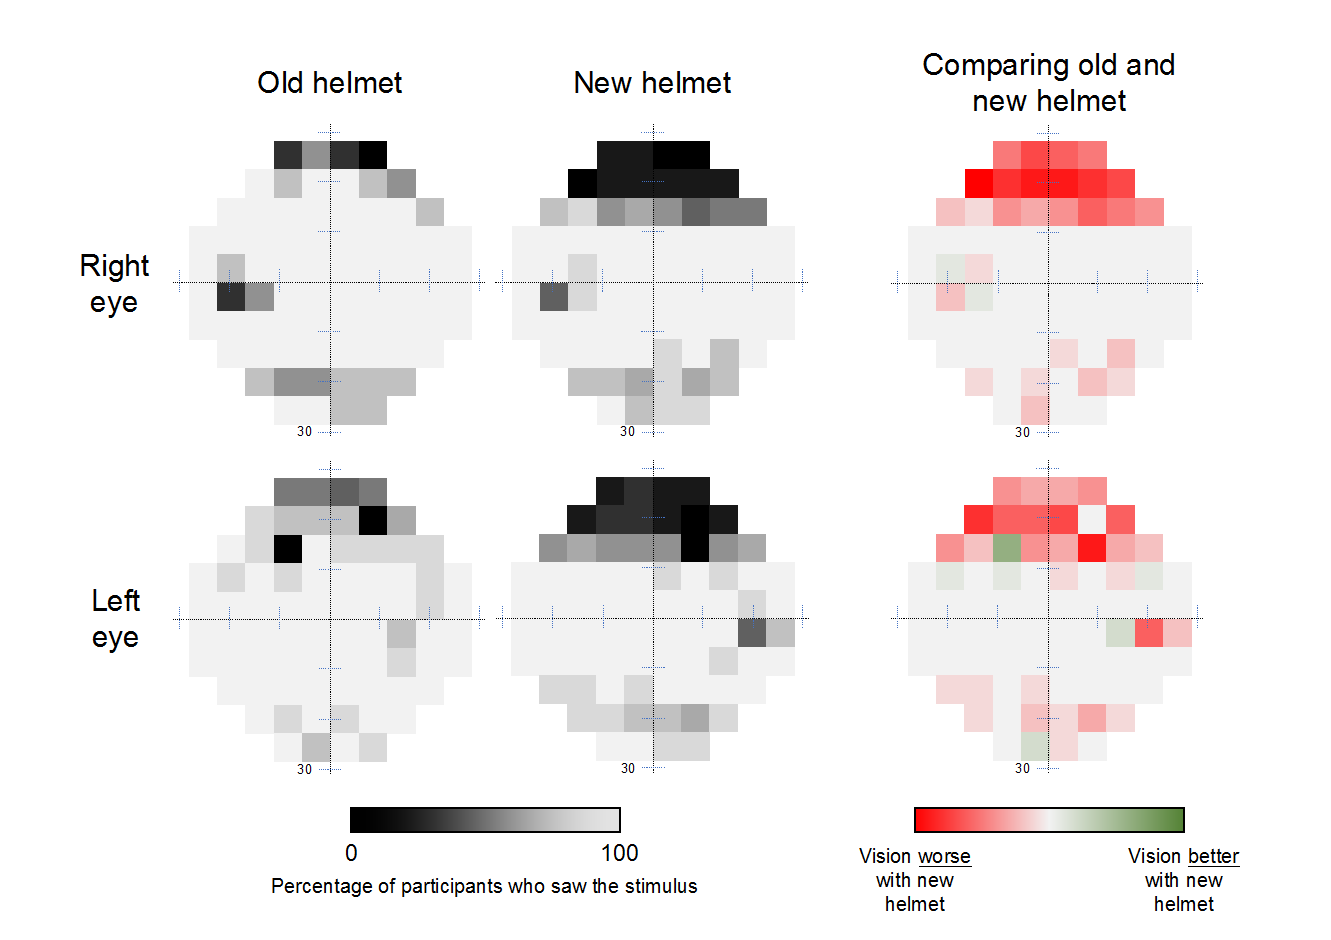 Old helmet
New helmet
Comparing old and
new helmet
Right
eye
30
30
30
Left
eye
30
30
30
0
100
Percentage of participants who saw the stimulus
Vision worse
with new
helmet
Vision better
with new
helmet